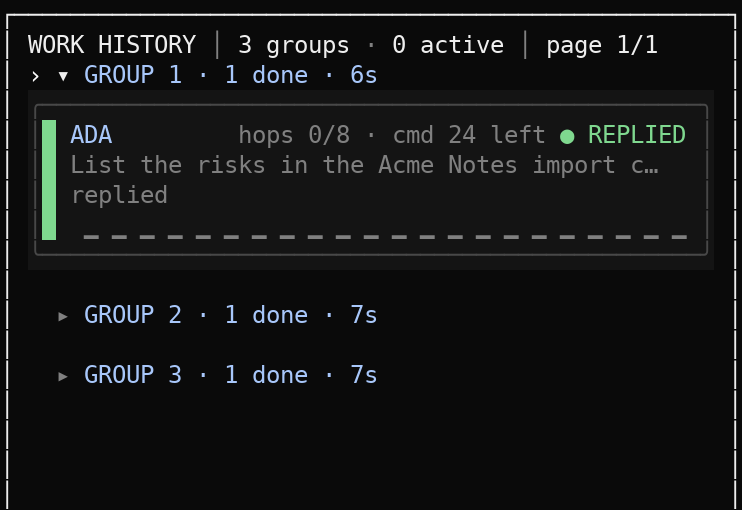 WORK HISTORY │ 3 groups · 0 active │ page 1/1
› ▾ GROUP 1 · 1 done · 6s
ADA hops 0/8 · cmd 24 left ● REPLIED
List the risks in the Acme Notes import c…
replied
▸ GROUP 2 · 1 done · 7s
▸ GROUP 3 · 1 done · 7s